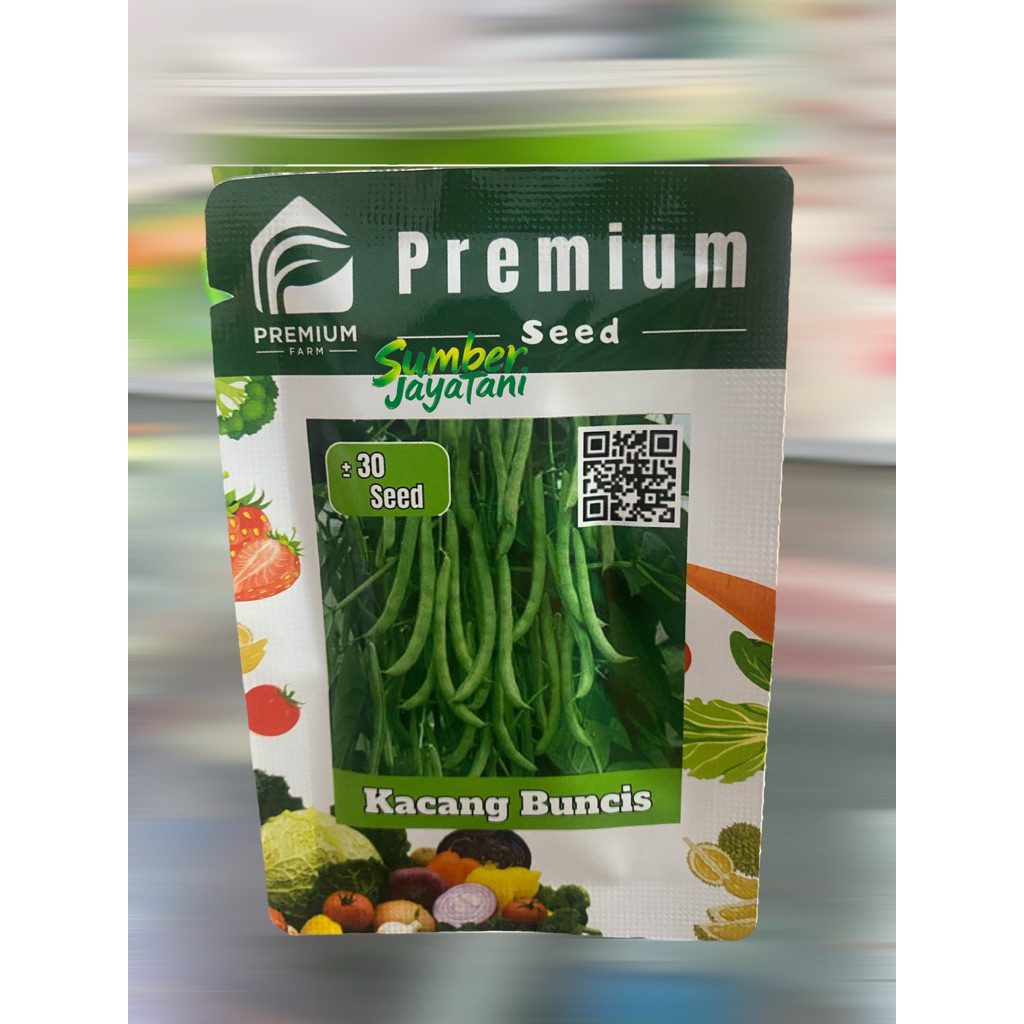 Premium
PREMIUM
FARM
Seed
Sumber
JayaTani
± 30
Seed
Kacang Buncis